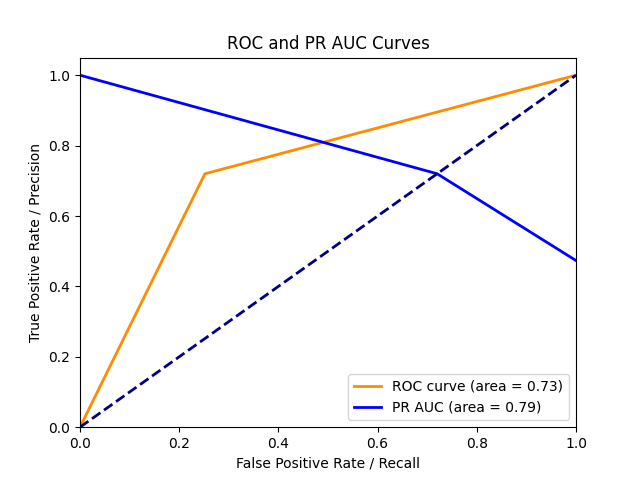 ROC and PR AUC Curves
True Positive Rate / Precision
1.0
0.8
0.6
0.4
0.2
0.0
0.0 0.2 0.4 0.6 0.8 1.0
False Positive Rate / Recall
ROC curve (area = 0.73)
PR AUC (area = 0.79)